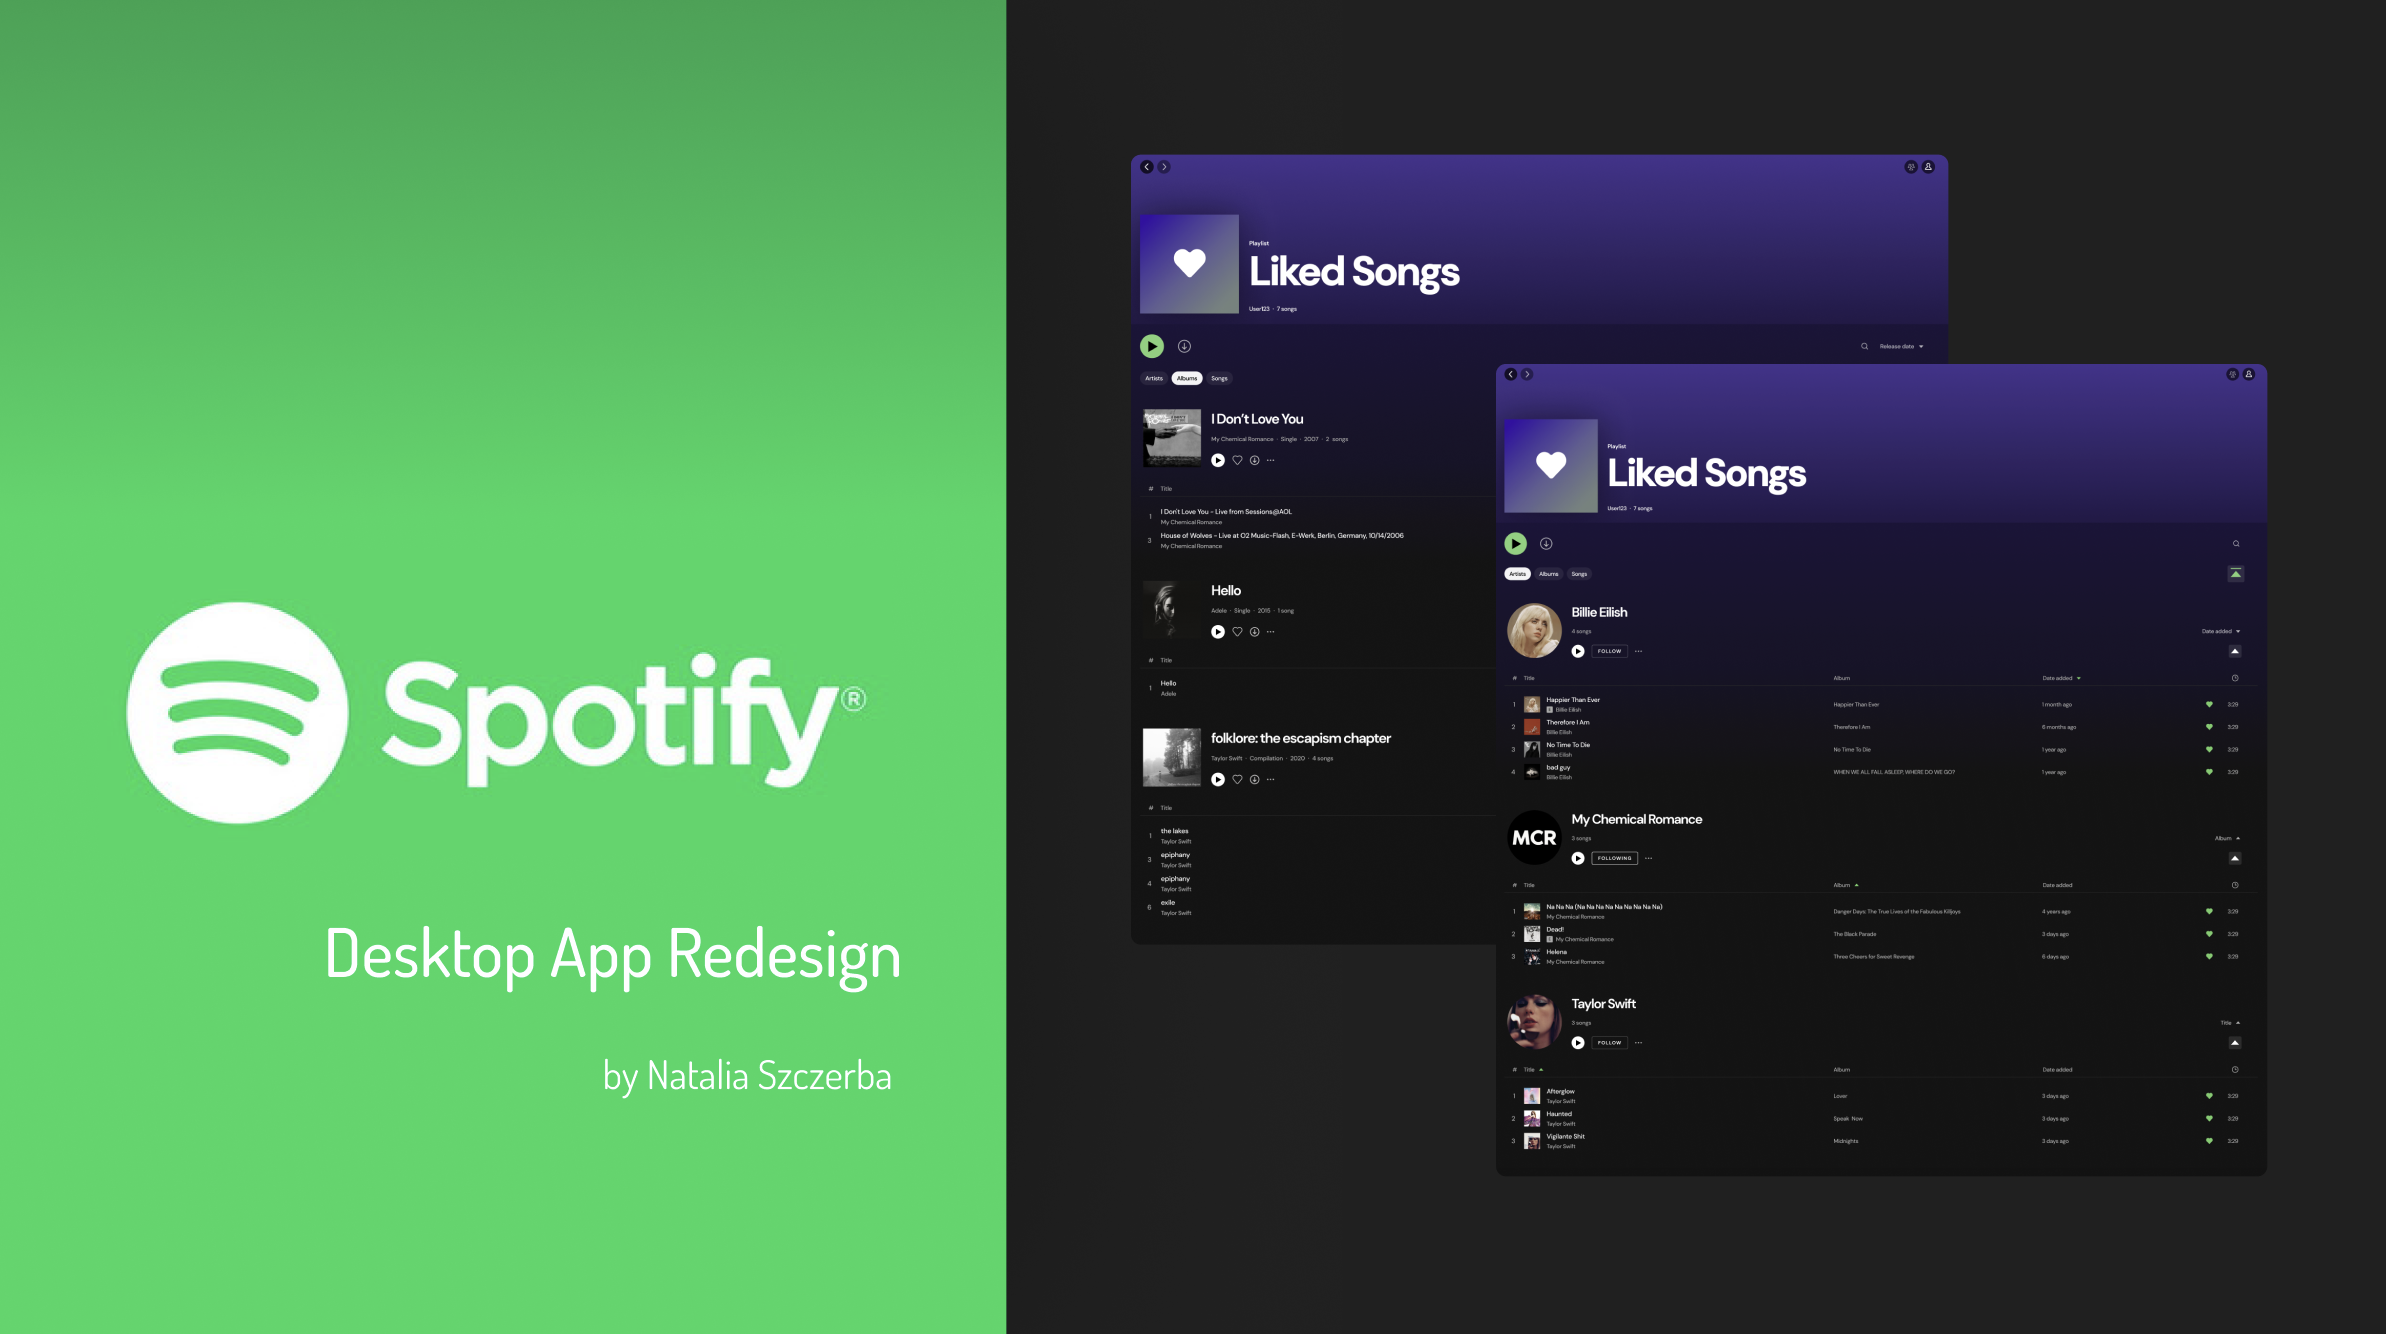 Spotify®
Desktop App Redesign
by Natalia Szczerba
Playlist
Liked Songs
User123 · 7 songs
Release date
Artists Albums Songs
I Don't Love You
My Chemical Romance · Single · 2007 · 2 songs
# Title
1 I Don't Love You - Live from Sessions@AOL
My Chemical Romance
3 House of Wolves - Live at O2 Music-Flash, E-Werk, Berlin, Germany, 10/14/2006
My Chemical Romance
Hello
Adele · Single · 2015 · 1 song
# Title
1 Hello
Adele
folklore: the escapism chapter
Taylor Swift · Compilation · 2020 · 4 songs
# Title
1 the lakes
Taylor Swift
3 epiphany
Taylor Swift
4 epiphany
Taylor Swift
6 exile
Taylor Swift
Playlist
Liked Songs
User123 · 7 songs
Artists Albums Songs
Billie Eilish
4 songs
Date added
FOLLOW
# Title Album Date added
1 Happier Than Ever Happier Than Ever 1 month ago 3:29
E Billie Eilish
2 Therefore I Am Therefore I Am 6 months ago 3:29
Billie Eilish
3 No Time To Die No Time To Die 1 year ago 3:29
Billie Eilish
4 bad guy WHEN WE ALL FALL ASLEEP, WHERE DO WE GO? 1 year ago 3:29
Billie Eilish
MCR
My Chemical Romance
3 songs
Album
FOLLOWING
# Title Album Date added
1 Na Na Na (Na Na Na Na Na Na Na Na Na) Danger Days: The True Lives of the Fabulous Killjoys 4 years ago 3:29
My Chemical Romance
2 Dead! The Black Parade 3 days ago 3:29
E My Chemical Romance
3 Helena Three Cheers for Sweet Revenge 6 days ago 3:29
My Chemical Romance
Taylor Swift
3 songs
Title
FOLLOW
# Title Album Date added
1 Afterglow Lover 3 days ago 3:29
Taylor Swift
2 Haunted Speak Now 3 days ago 3:29
Taylor Swift
3 Vigilante Shit Midnights 3 days ago 3:29
Taylor Swift